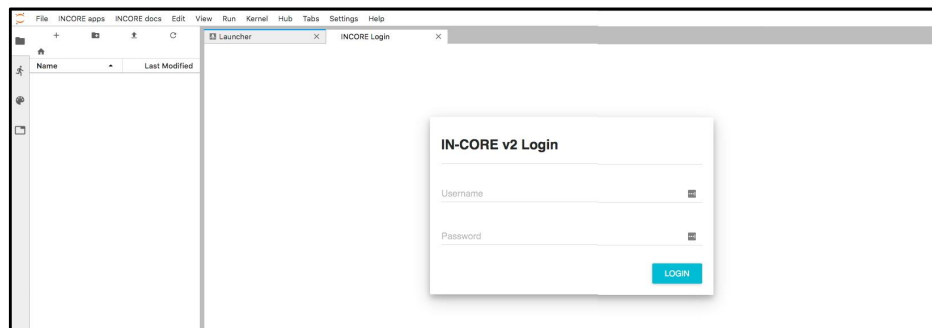 File INCORE apps INCORE docs Edit View Run Kernel Hub Tabs Settings Help
Launcher INCORE Login
Name Last Modified
IN-CORE v2 Login
Username
Password
LOGIN